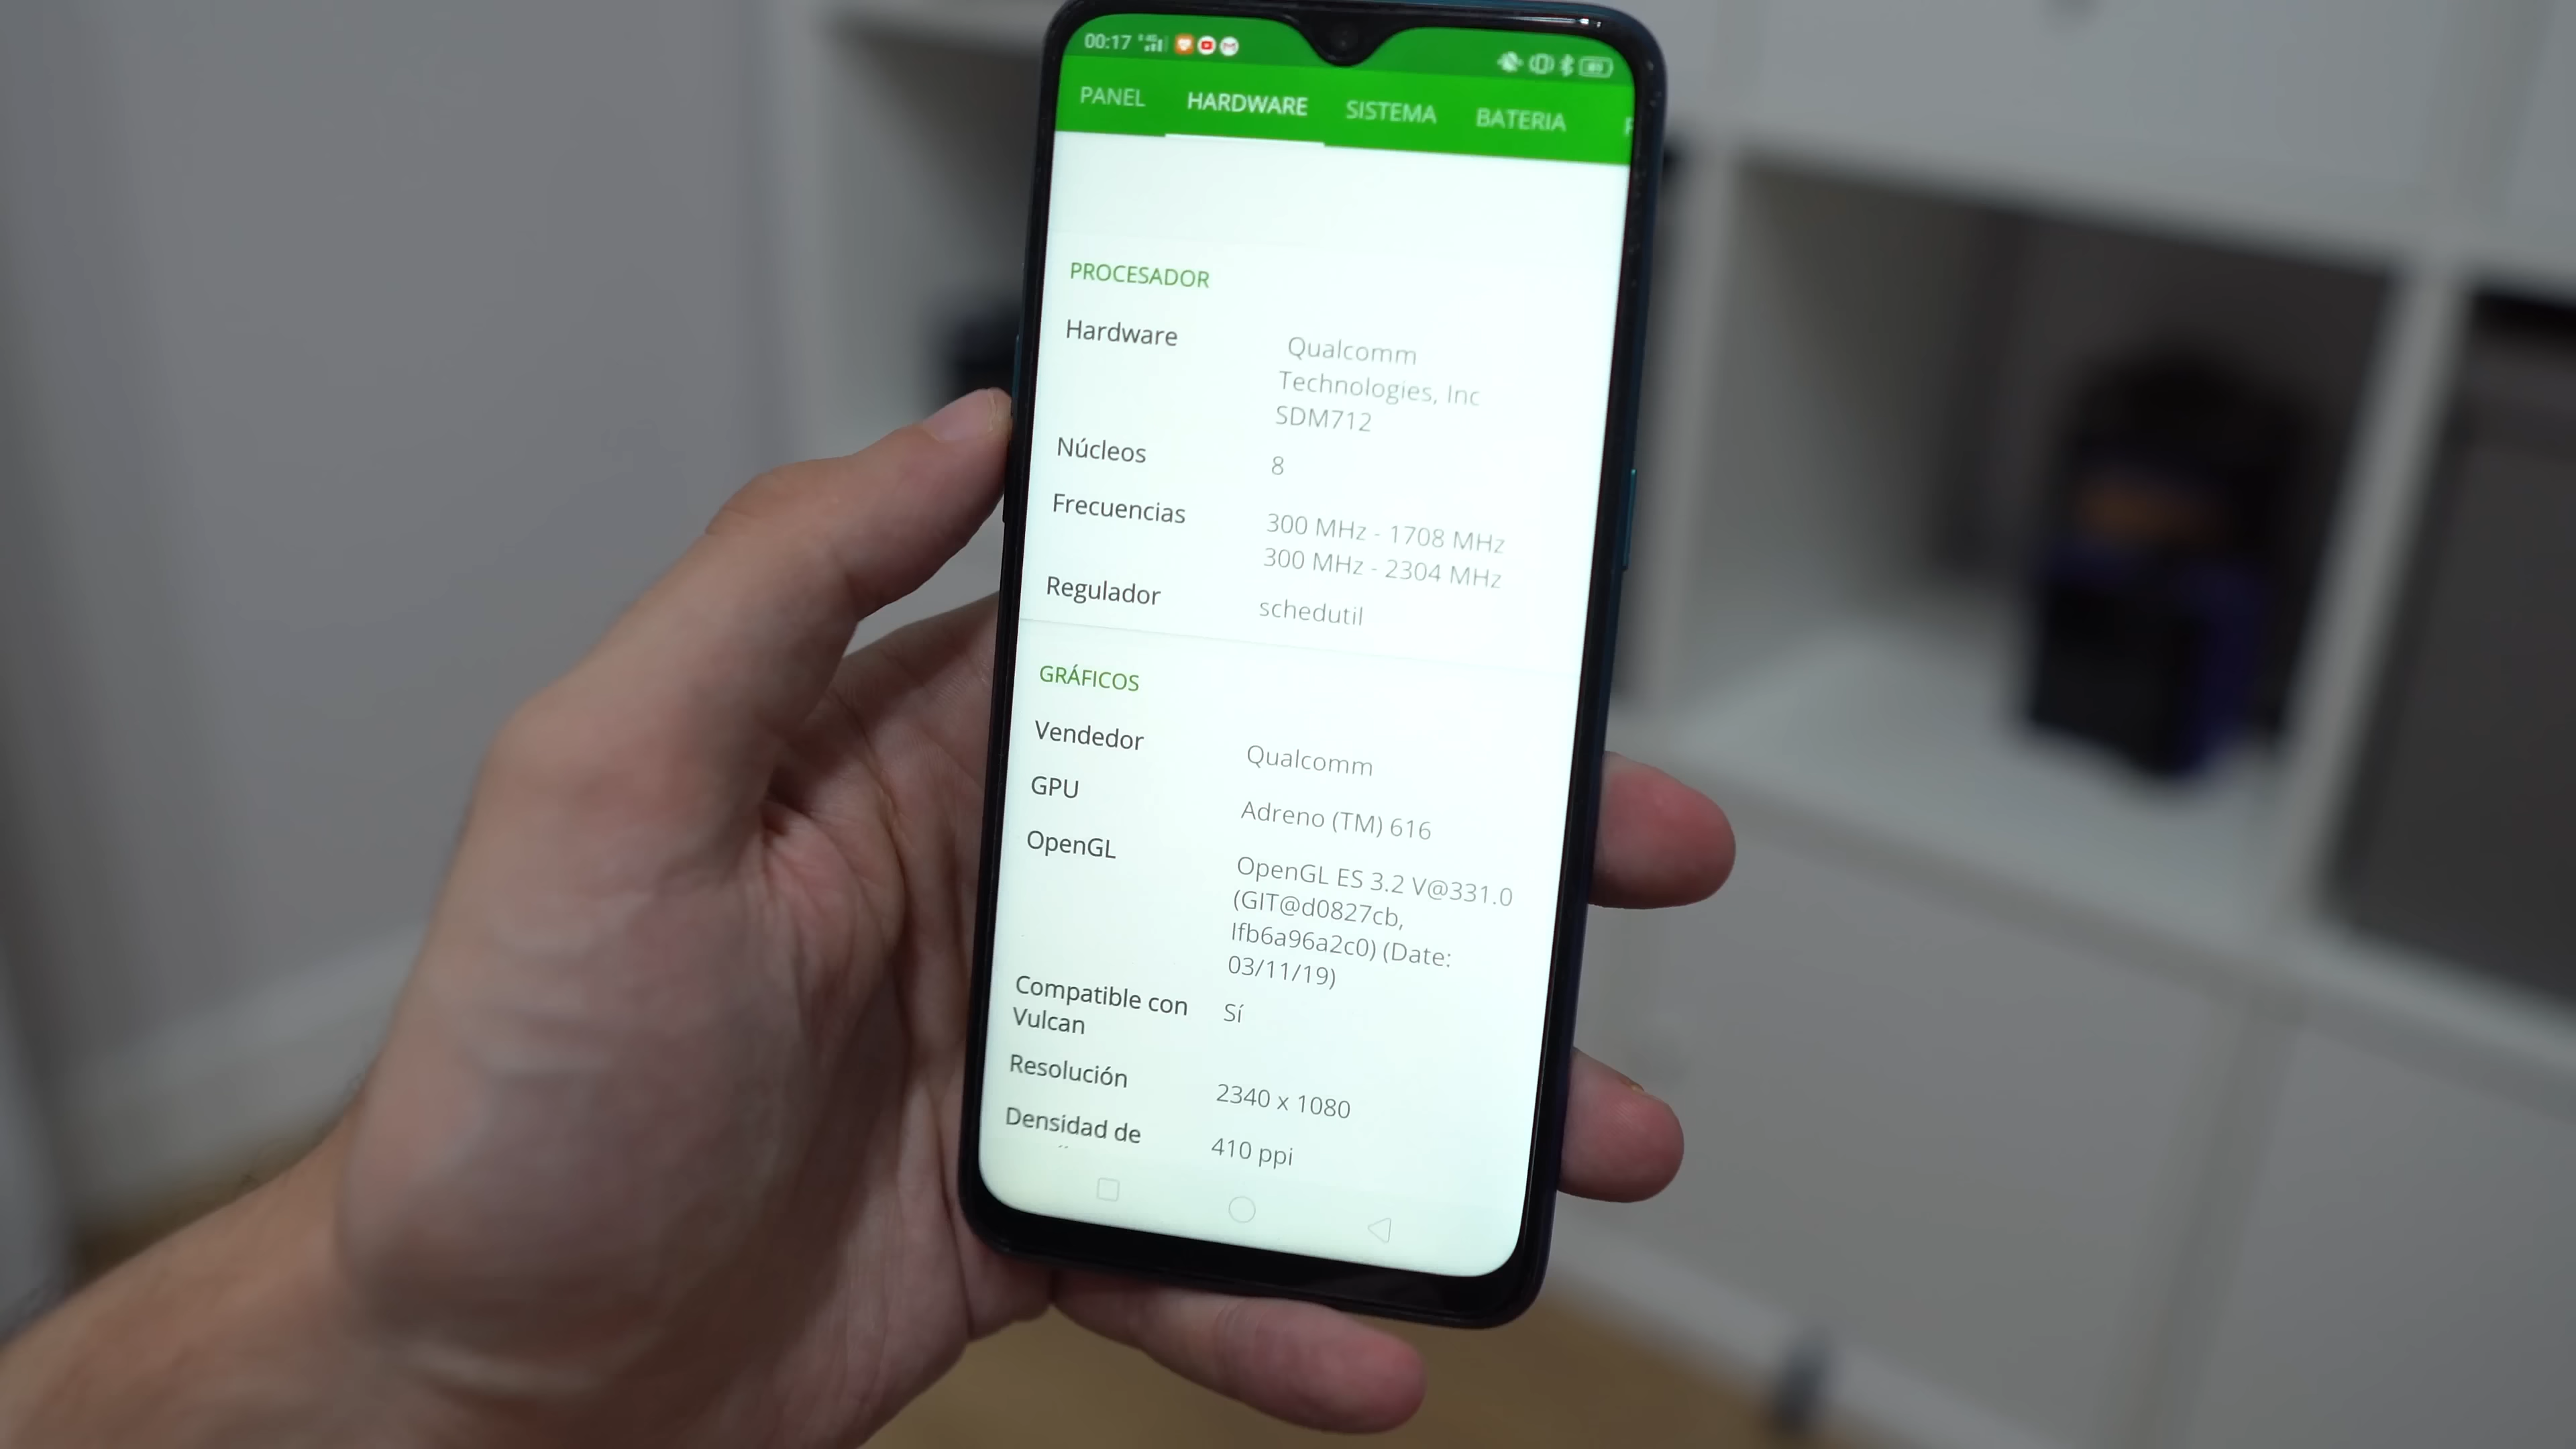 00:17
PANEL HARDWARE SISTEMA BATERIA
PROCESADOR
Hardware Qualcomm
Technologies, Inc
SDM712
Núcleos 8
Frecuencias 300 MHz - 1708 MHz
300 MHz - 2304 MHz
Regulador schedutil
GRÁFICOS
Vendedor Qualcomm
GPU Adreno (TM) 616
OpenGL OpenGL ES 3.2 V@331.0
(GIT@d0827cb,
Ifb6a96a2c0) (Date:
03/11/19)
Compatible con Sí
Vulcan
Resolución 2340 x 1080
Densidad de 410 ppi